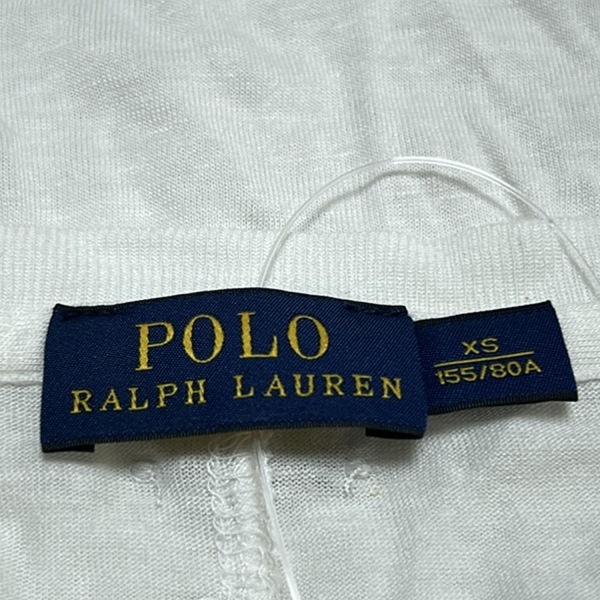 POLO
RALPH LAUREN
XS
155/80A